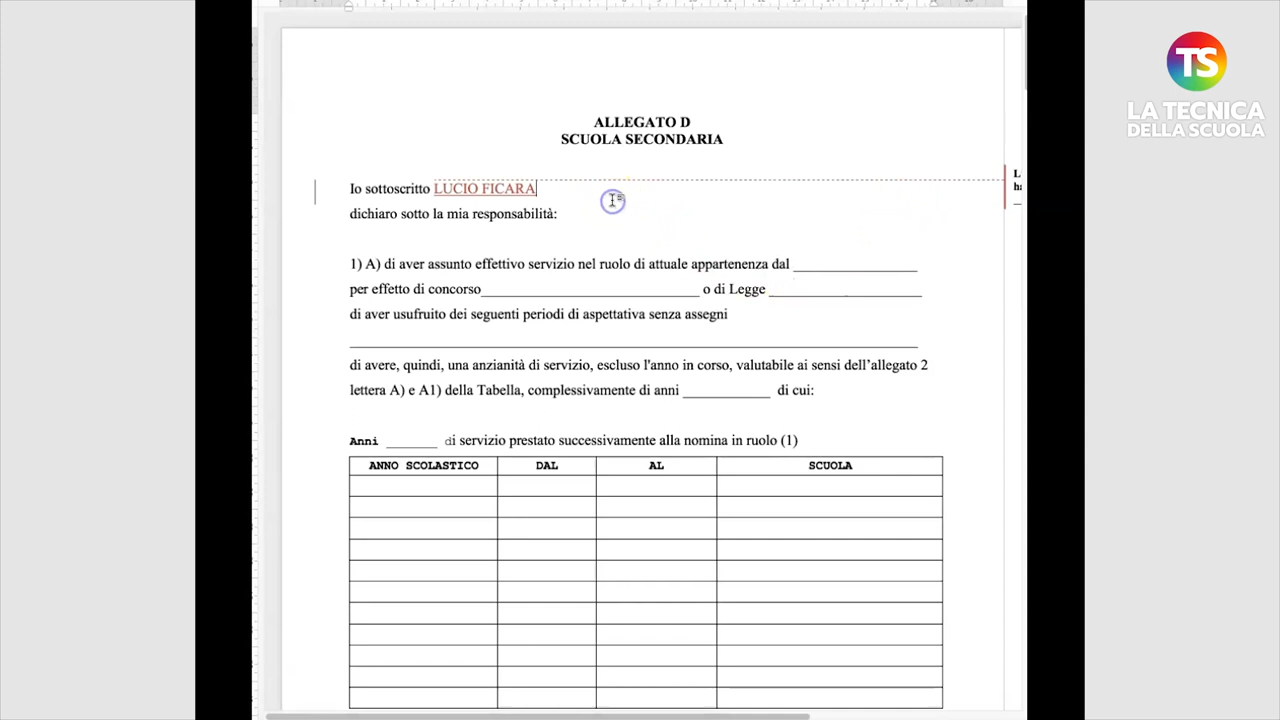 TS
LA TECNICA
DELLA SCUOLA
ALLEGATO D
SCUOLA SECONDARIA
Io sottoscritto LUCIO FICARA
dichiaro sotto la mia responsabilità:
1) A) di aver assunto effettivo servizio nel ruolo di attuale appartenenza dal _________________
per effetto di concorso______________________________ o di Legge _____________________
di aver usufruito dei seguenti periodi di aspettativa senza assegni
di avere, quindi, una anzianità di servizio, escluso l'anno in corso, valutabile ai sensi dell’allegato 2
lettera A) e A1) della Tabella, complessivamente di anni ____________ di cui:
Anni _______ di servizio prestato successivamente alla nomina in ruolo (1)
ANNO SCOLASTICO DAL AL SCUOLA